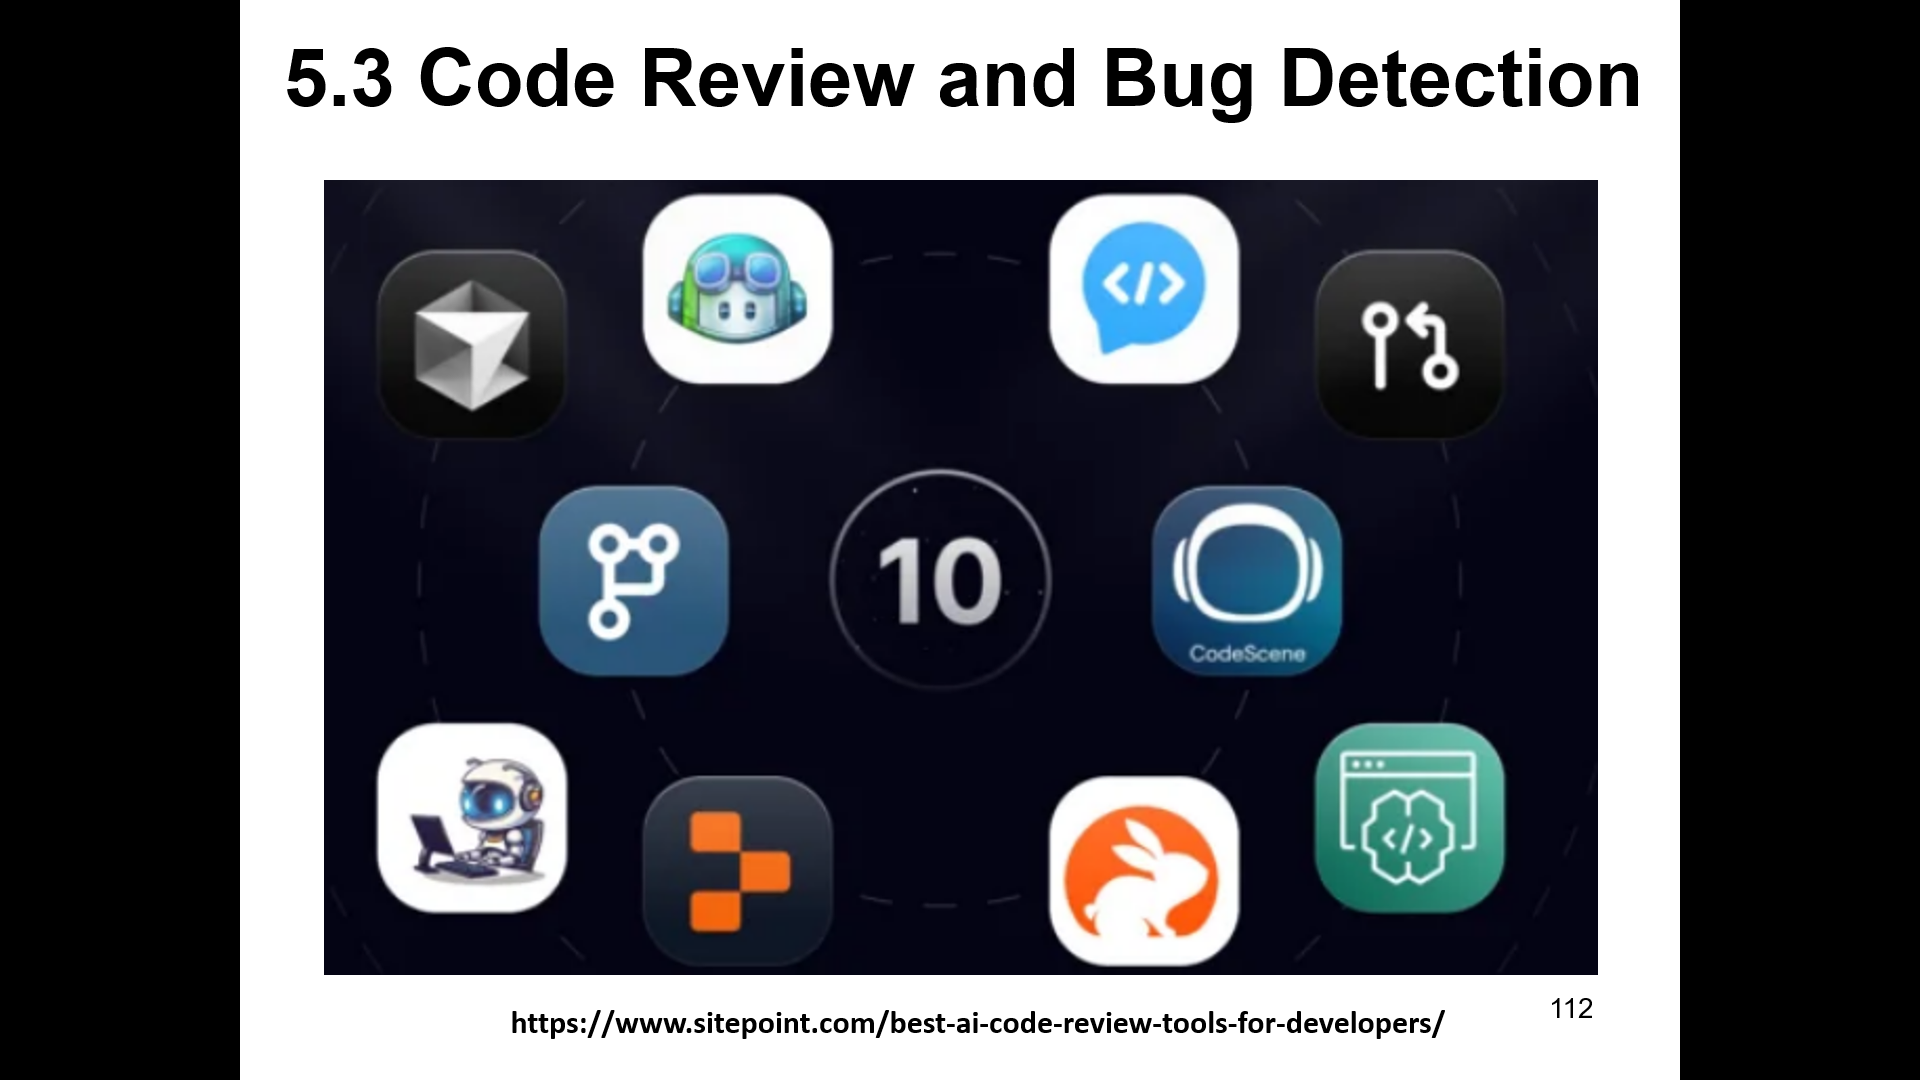 5.3 Code Review and Bug Detection
</>
10
CodeScene
</>
https://www.sitepoint.com/best-ai-code-review-tools-for-developers/
112